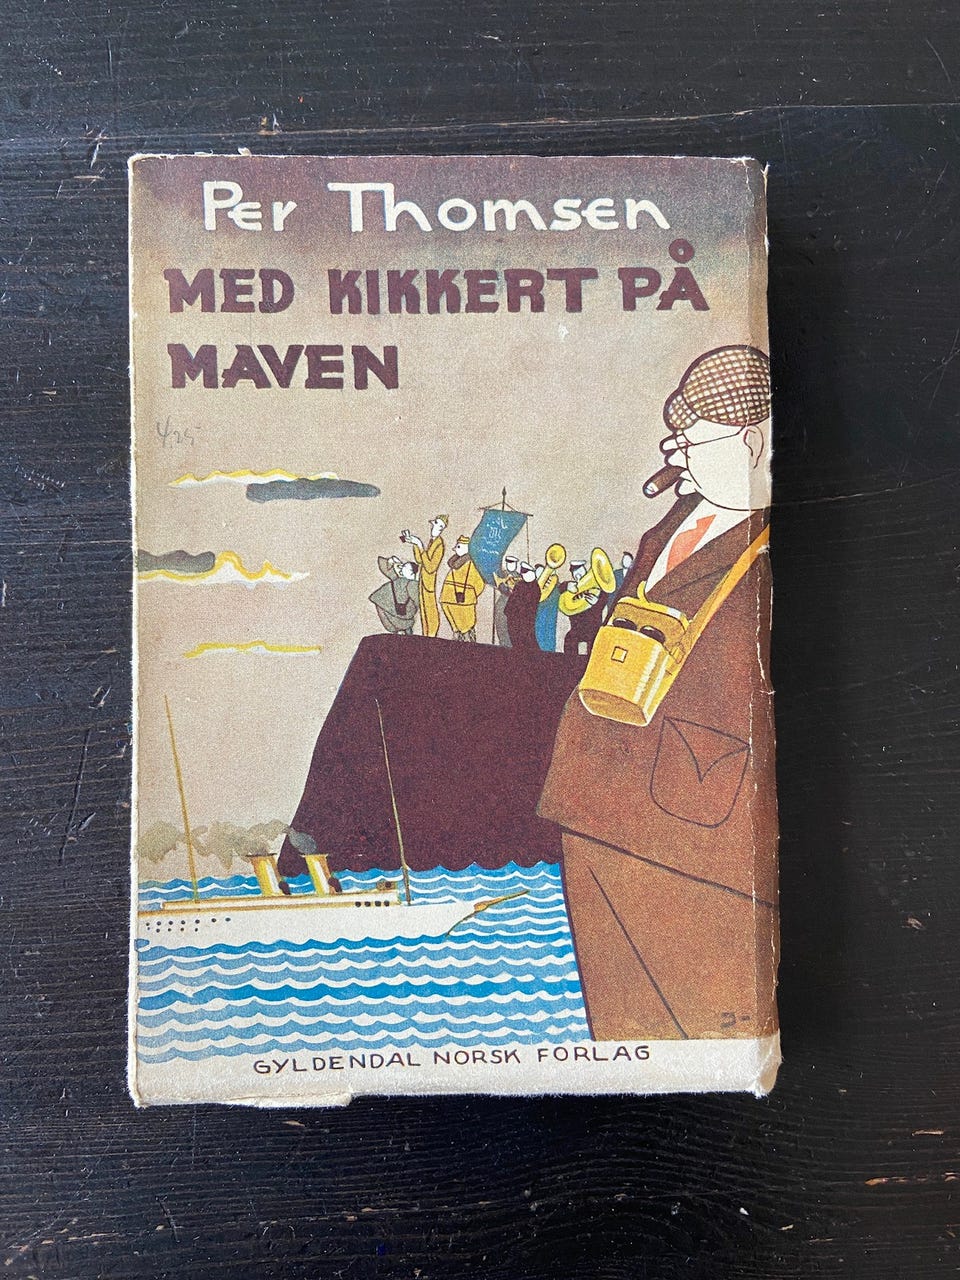 Per Thomsen
MED KIKKERT PÅ
MAVEN
GYLDENDAL NORSK FORLAG